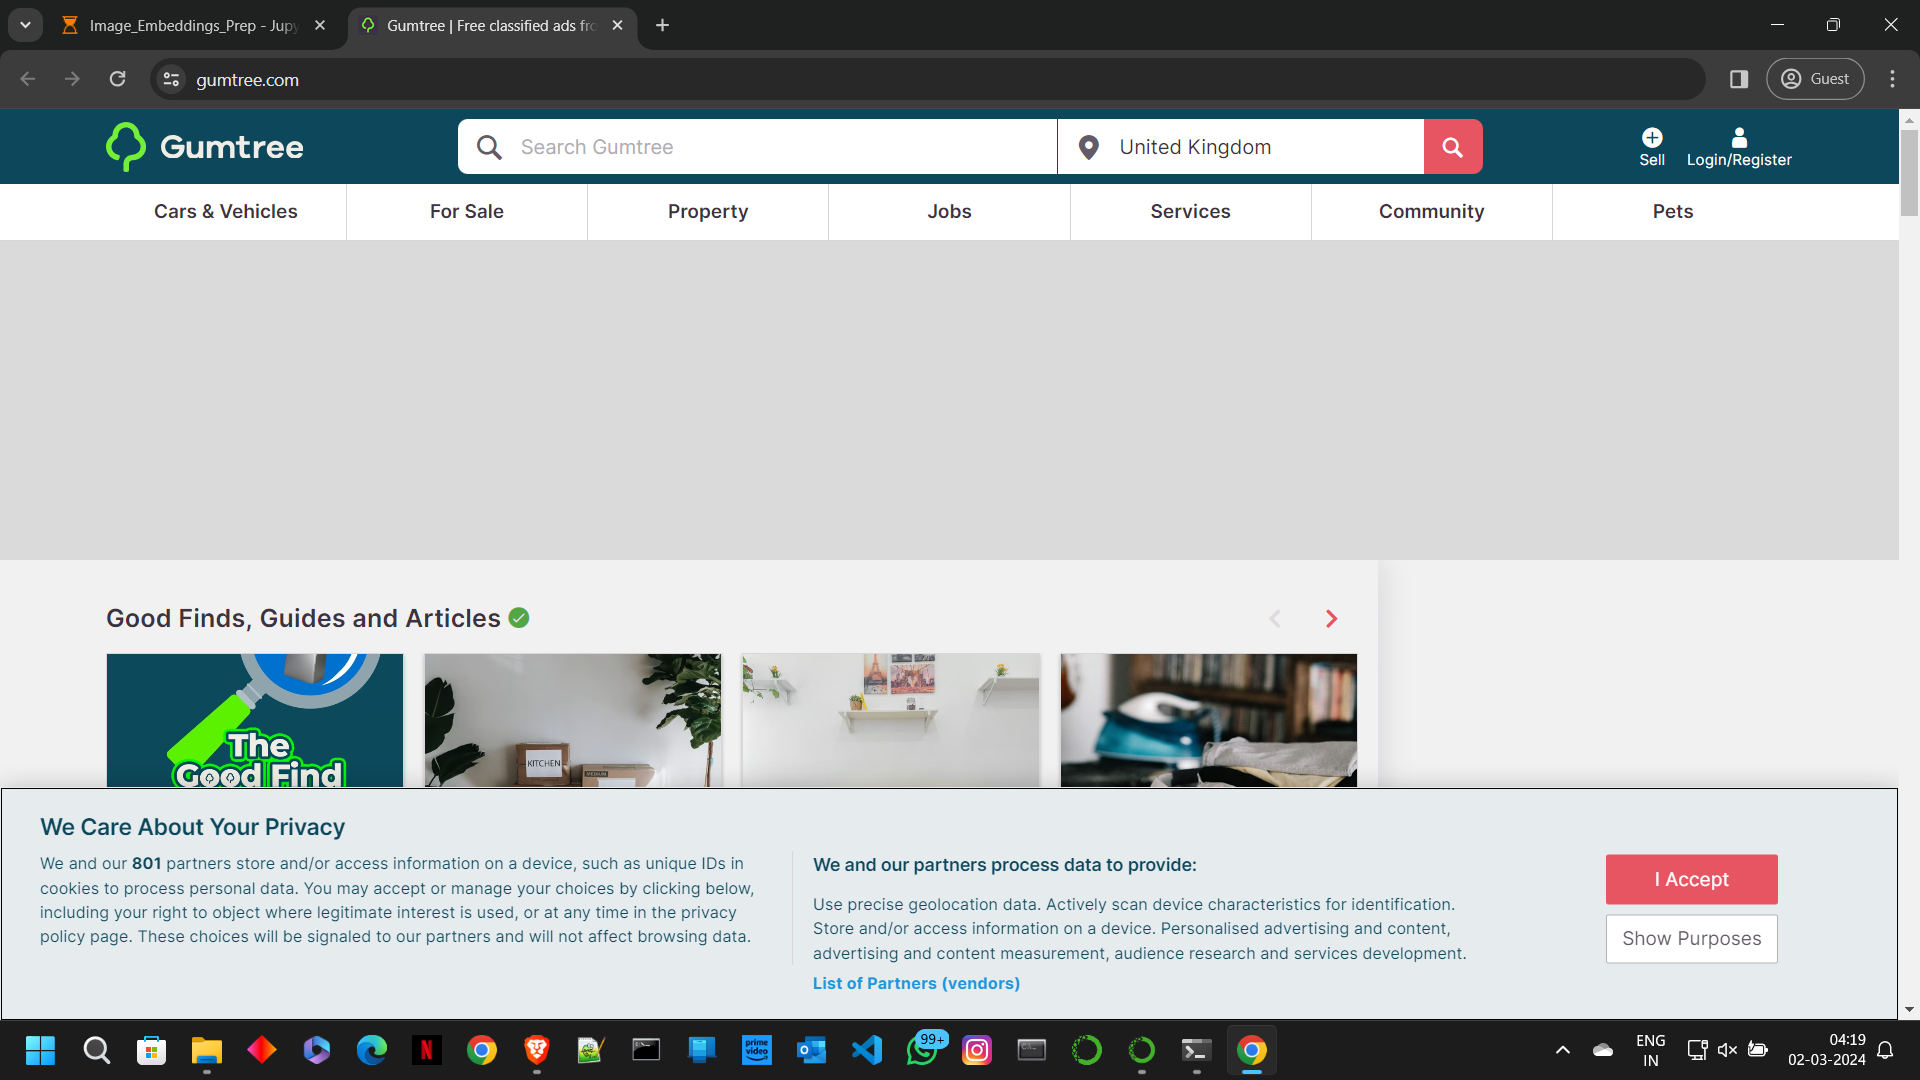 Image_Embeddings_Prep - Jupy
Gumtree | Free classified ads fro
gumtree.com
Guest
Gumtree
Search Gumtree
United Kingdom
Sell
Login/Register
Cars & Vehicles
For Sale
Property
Jobs
Services
Community
Pets
Good Finds, Guides and Articles
The
Good Find
KITCHEN
MEDIUM
We Care About Your Privacy
We and our 801 partners store and/or access information on a device, such as unique IDs in
cookies to process personal data. You may accept or manage your choices by clicking below,
including your right to object where legitimate interest is used, or at any time in the privacy
policy page. These choices will be signaled to our partners and will not affect browsing data.
We and our partners process data to provide:
Use precise geolocation data. Actively scan device characteristics for identification.
Store and/or access information on a device. Personalised advertising and content,
advertising and content measurement, audience research and services development.
List of Partners (vendors)
I Accept
Show Purposes
prime
video
99+
ENG
IN
04:19
02-03-2024